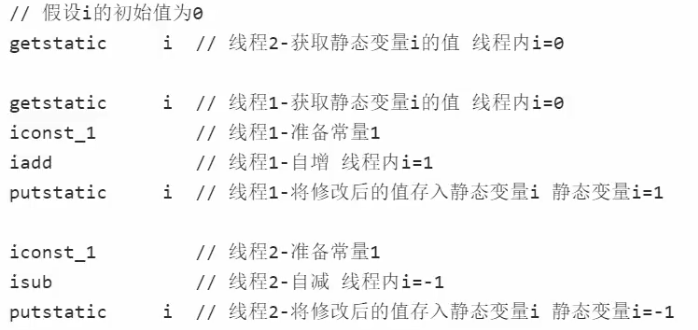 // 假设i的初始值为0
getstatic i // 线程2-获取静态变量i的值 线程内i=0
getstatic i // 线程1-获取静态变量i的值 线程内i=0
iconst_1 // 线程1-准备常量1
iadd // 线程1-自增 线程内i=1
putstatic i // 线程1-将修改后的值存入静态变量i 静态变量i=1
iconst_1 // 线程2-准备常量1
isub // 线程2-自减 线程内i=-1
putstatic i // 线程2-将修改后的值存入静态变量i 静态变量i=-1